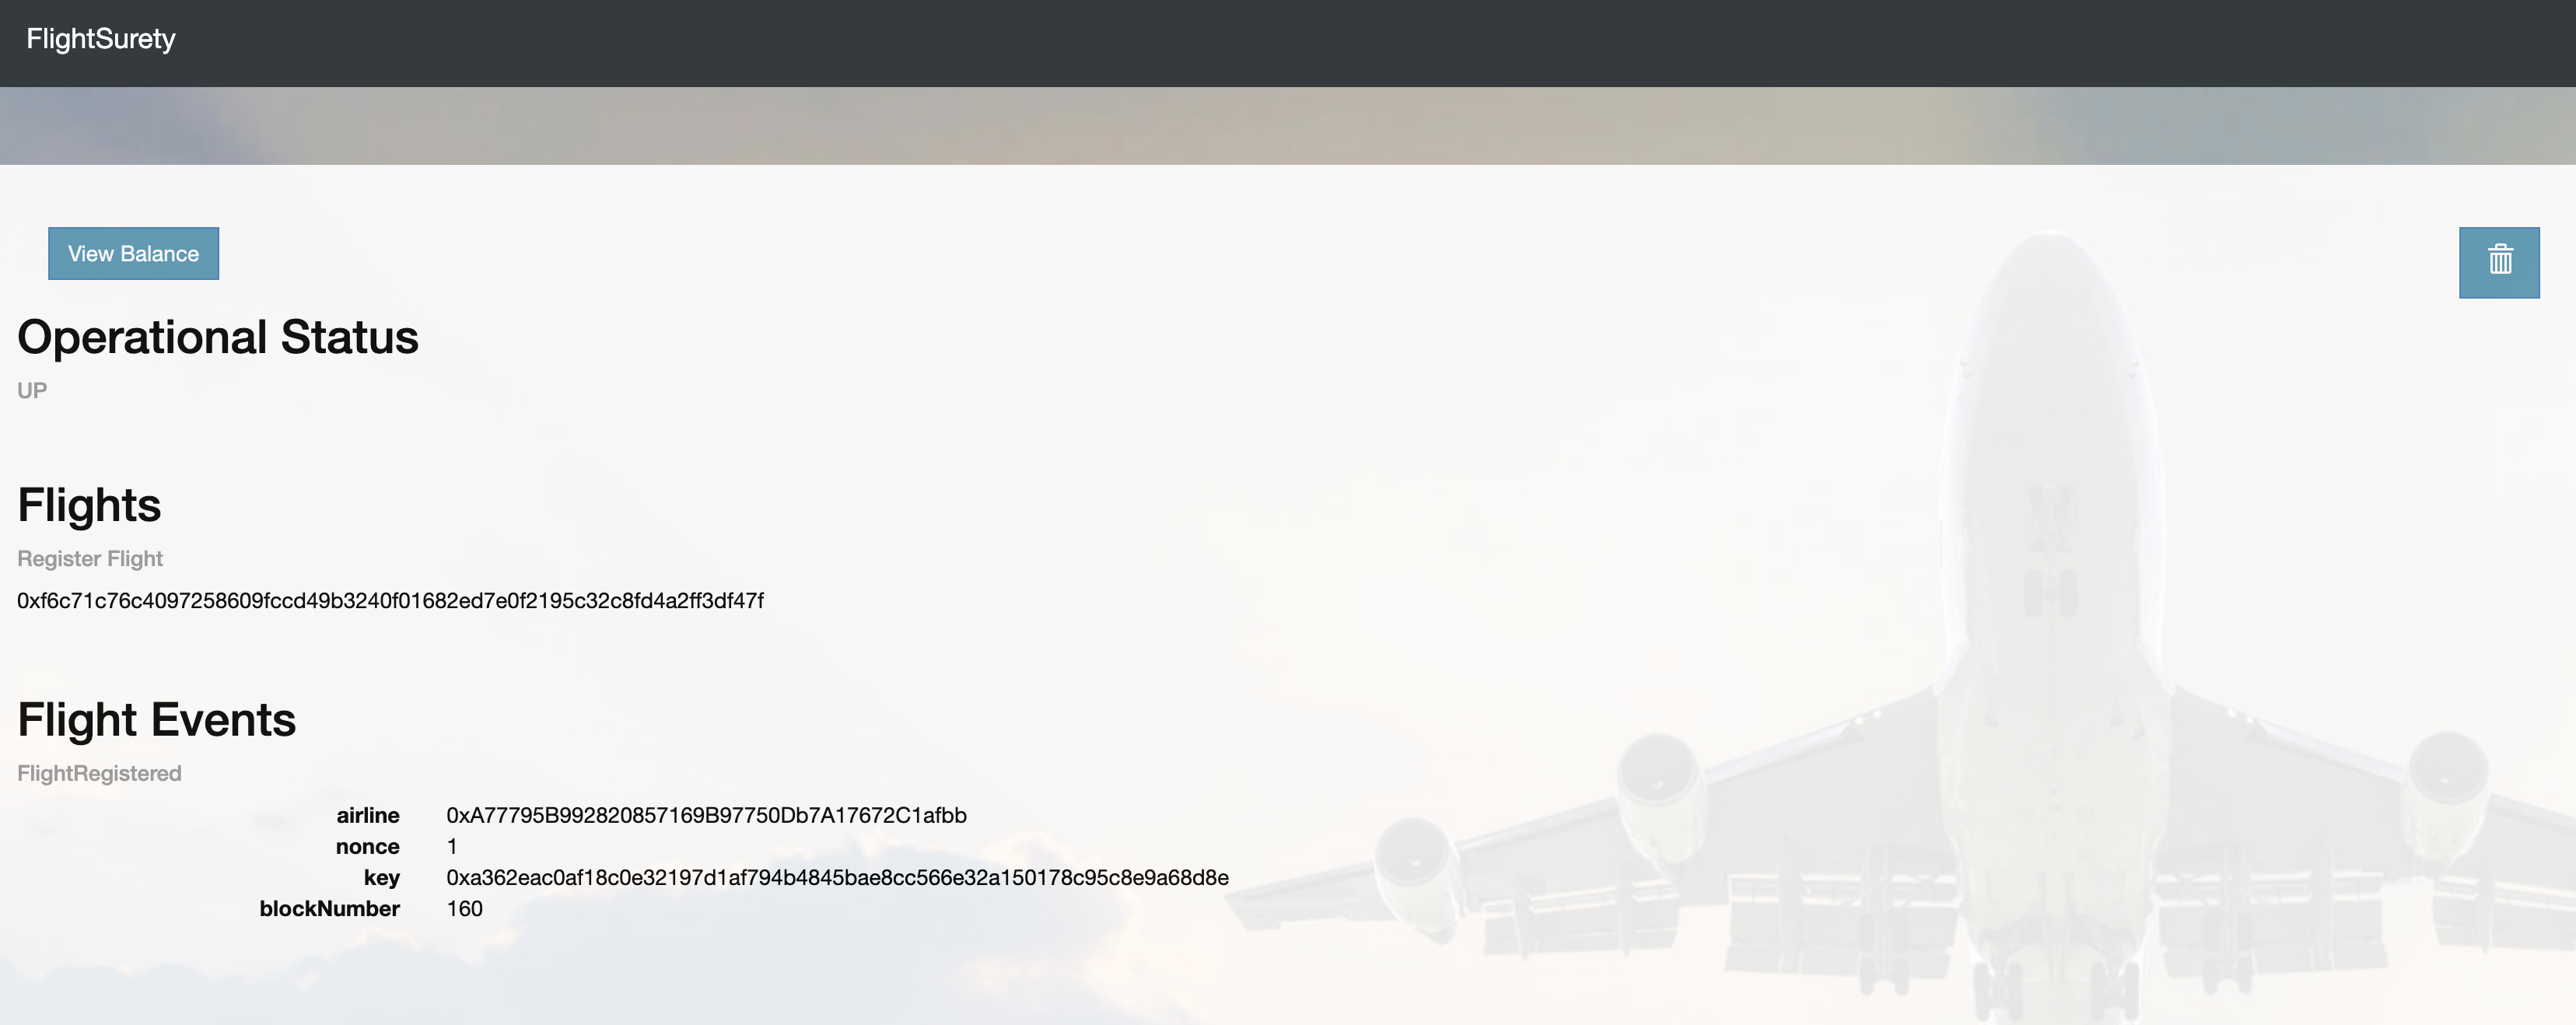 FlightSurety
View Balance
Operational Status
UP
Flights
Register Flight
0xf6c71c76c4097258609fccd49b3240f01682ed7e0f2195c32c8fd4a2ff3df47f
Flight Events
FlightRegistered
airline 0xA77795B992820857169B97750Db7A17672C1afbb
nonce 1
key 0xa362eac0af18c0e32197d1af794b4845bae8cc566e32a150178c95c8e9a68d8e
blockNumber 160